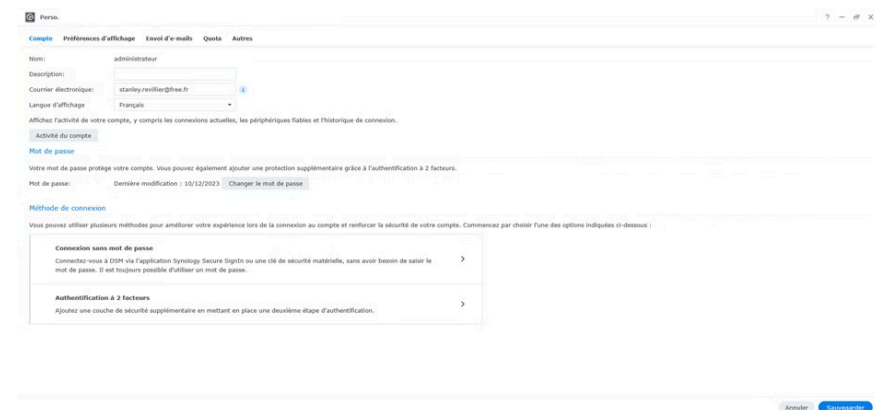 Perso.
Compte Préférences d'affichage Envoi d'e-mails Quota Autres
Nom: administrateur
Description:
Courrier électronique: stanley.revillier@free.fr
Langue d'affichage Français
Affichez l'activité de votre compte, y compris les connexions actuelles, les périphériques fiables et l'historique de connexion.
Activité du compte
Mot de passe
Votre mot de passe protège votre compte. Vous pouvez également ajouter une protection supplémentaire grâce à l'authentification à 2 facteurs.
Mot de passe: Dernière modification : 10/12/2023 Changer le mot de passe
Méthode de connexion
Vous pouvez utiliser plusieurs méthodes pour améliorer votre expérience lors de la connexion au compte et renforcer la sécurité de votre compte. Commencez par choisir l'une des options indiquées ci-dessous :
Connexion sans mot de passe
Connectez-vous à DSM via l'application Synology Secure SignIn ou une clé de sécurité matérielle, sans avoir besoin de saisir le
mot de passe. Il est toujours possible d'utiliser un mot de passe.
Authentification à 2 facteurs
Ajoutez une couche de sécurité supplémentaire en mettant en place une deuxième étape d'authentification.
Annuler Sauvegarder